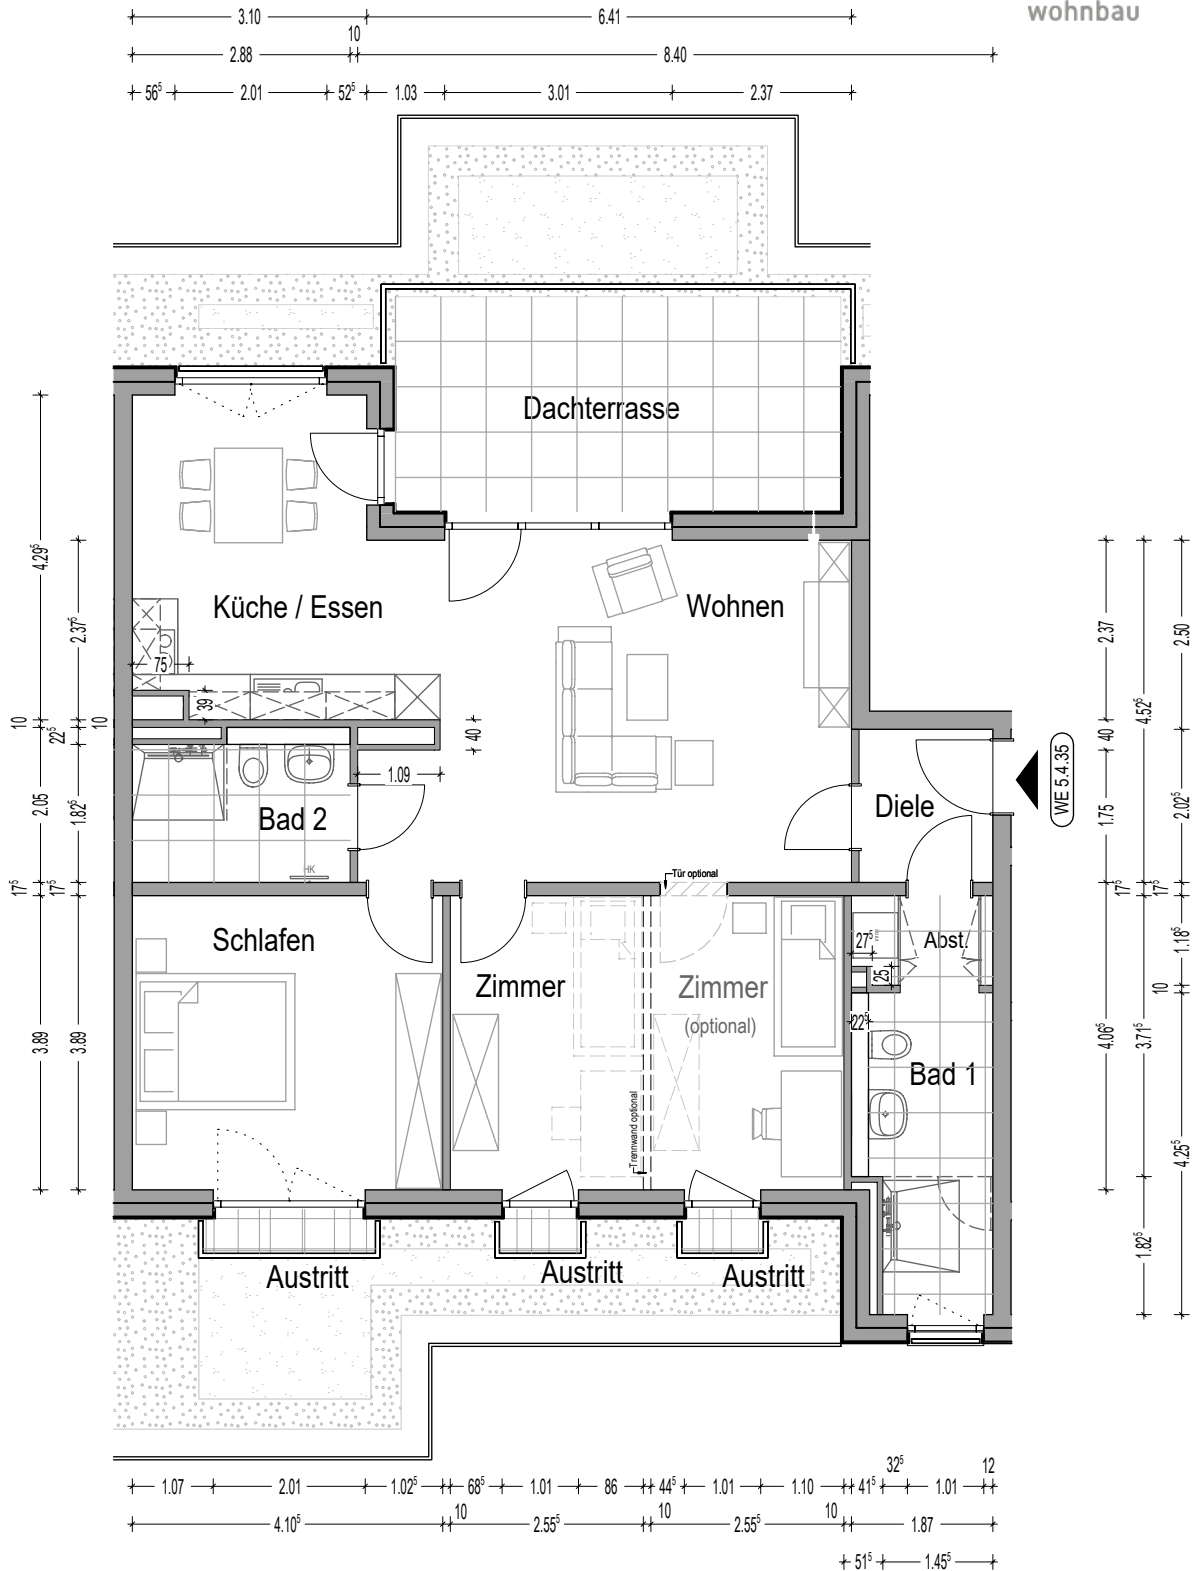 wohnbau
3.10 6.41
10
2.88 8.40
56⁵ 2.01 52⁵ 1.03 3.01 2.37
Dachterrasse
4.29⁵
2.37⁵
Küche / Essen
Wohnen
75
39
10
22⁵
10
40
1.09
2.05
1.82⁵
Bad 2
HK
Diele
WE 5.4.35
2.37
40
1.75
4.52⁵
2.50
2.02⁵
17⁵
17⁵
17⁵
17⁵
Tür optional
Schlafen
Zimmer
Zimmer
(optional)
Trennwand optional
Abst.
27⁵
25
22⁵
Bad 1
3.89
3.89
4.06⁵
3.71⁵
1.82⁵
1.18⁵
10
4.25⁵
Austritt
Austritt
Austritt
32⁵ 12
1.07 2.01 1.02⁵ 68⁵ 1.01 86 44⁵ 1.01 1.10 41⁵ 1.01
10 10 10
4.10⁵ 2.55⁵ 2.55⁵ 1.87
51⁵ 1.45⁵